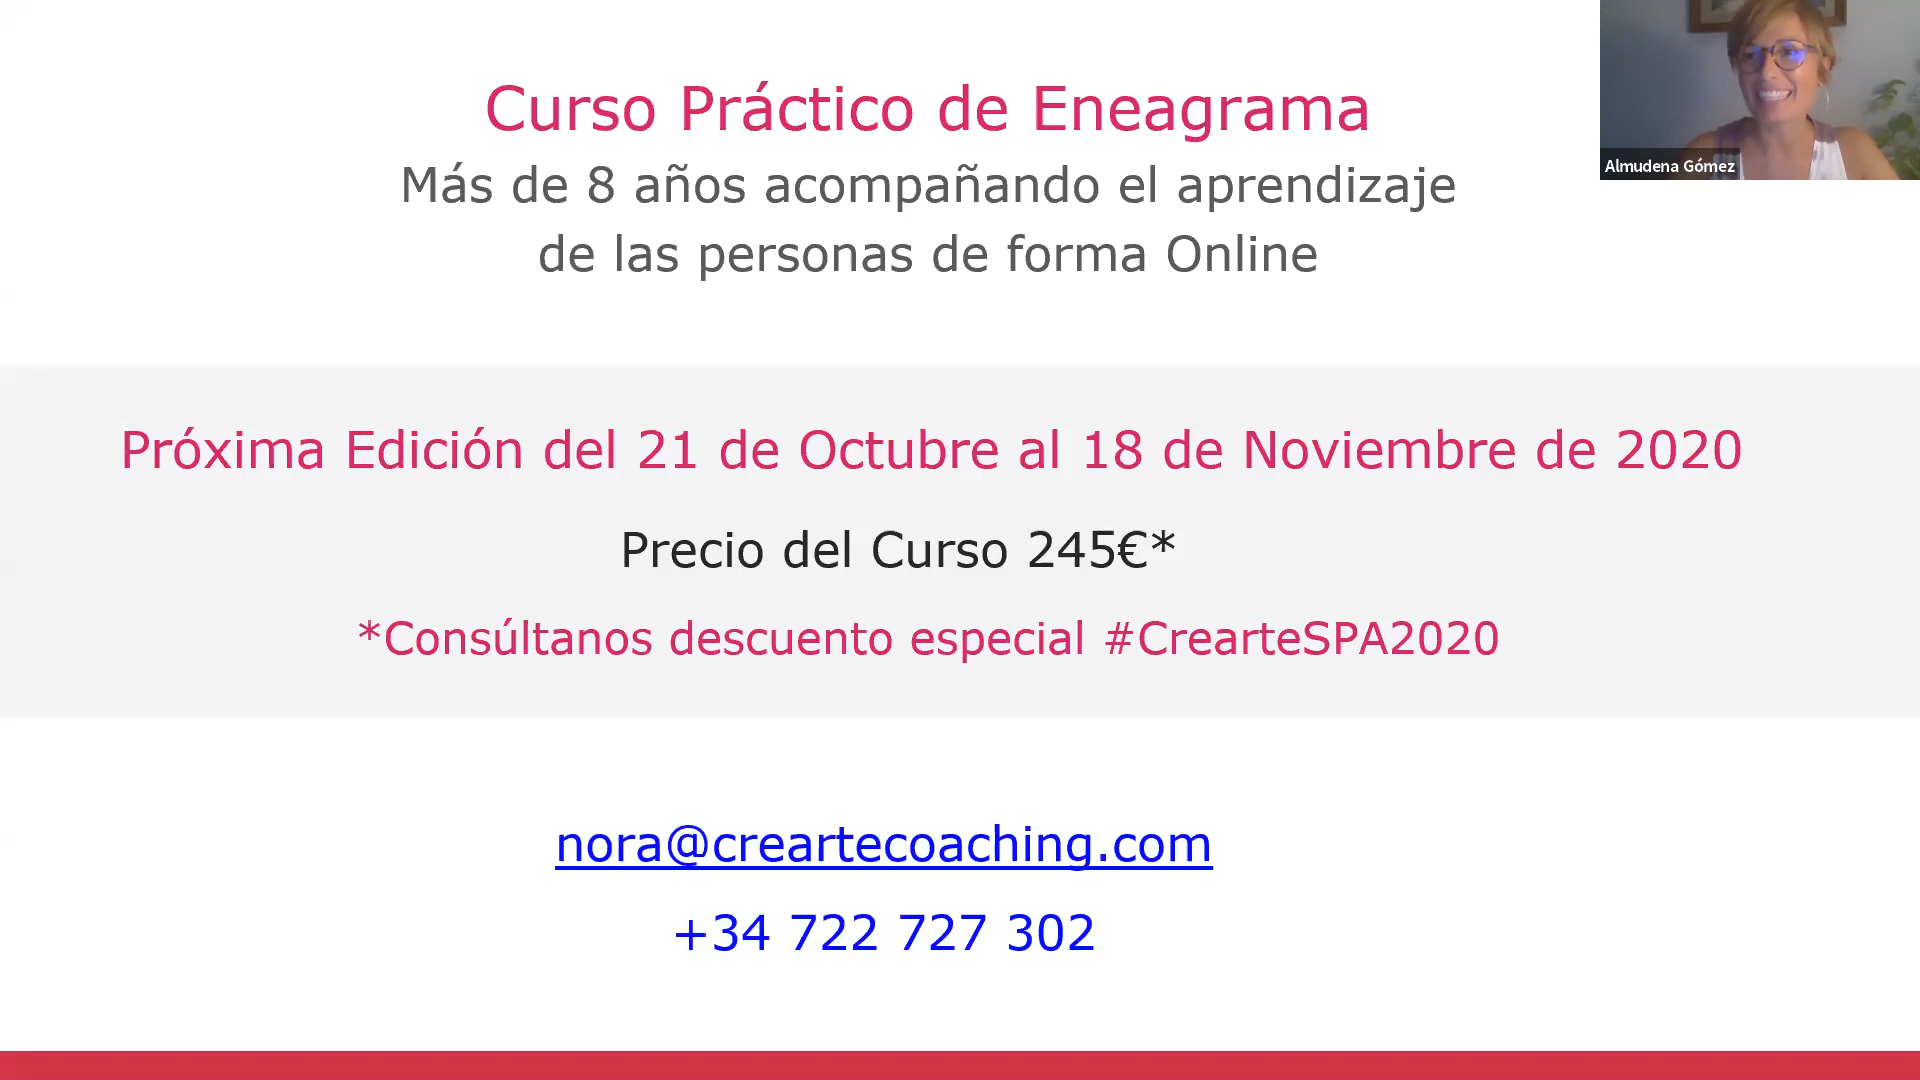 Curso Práctico de Eneagrama
Más de 8 años acompañando el aprendizaje
de las personas de forma Online
Almudena Gómez
Próxima Edición del 21 de Octubre al 18 de Noviembre de 2020
Precio del Curso 245€*
*Consúltanos descuento especial #CrearteSPA2020
nora@creartecoaching.com
+34 722 727 302